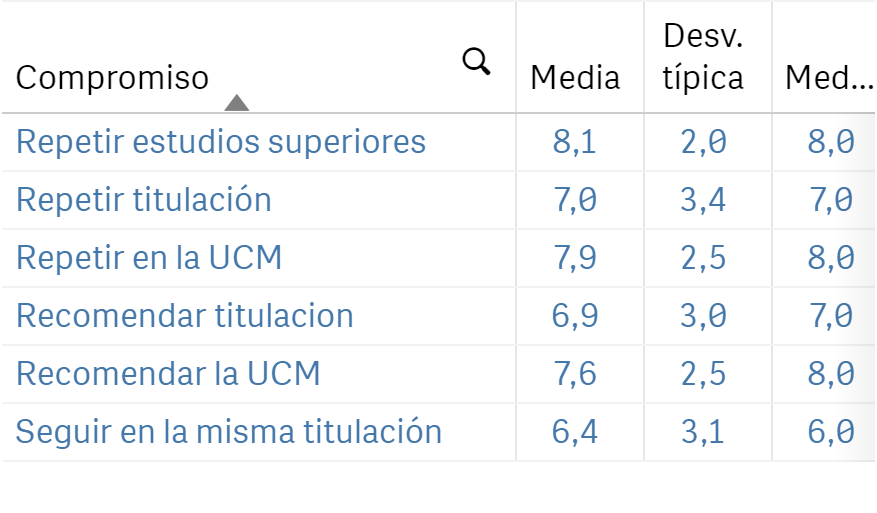 Compromiso Media Desv. típica Med...
Repetir estudios superiores 8,1 2,0 8,0
Repetir titulación 7,0 3,4 7,0
Repetir en la UCM 7,9 2,5 8,0
Recomendar titulacion 6,9 3,0 7,0
Recomendar la UCM 7,6 2,5 8,0
Seguir en la misma titulación 6,4 3,1 6,0